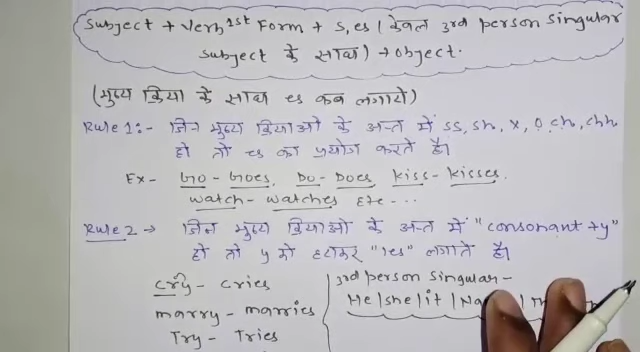 Subject + Verb 1st Form + s, es (केवल 3rd person singular
subject के साथ) + object.
(मुख्य क्रिया के साथ es कब लगाये)
Rule 1:- जिन मुख्य क्रियाओ के अन्त में ss, sh, x, o, ch, chh
हो तो es का प्रयोग करते है।
Ex- Go - Goes, Do - Does, kiss - kisses.
watch - watches Etc ...
Rule 2 → जिन मुख्य क्रियाओ के अन्त में "consonant + y"
हो तो y को हटाकर "ies" लगाते है।
cry - cries
marry - marries
Try - Tries
3rd person singular -
He | she | it |